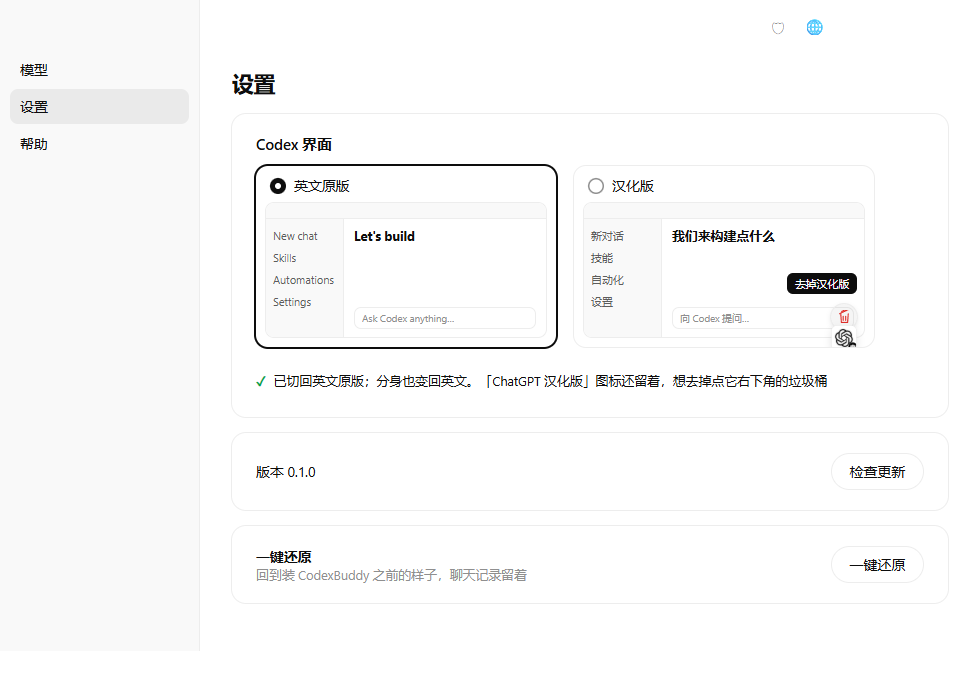 模型
设置
帮助
设置
Codex 界面
英文原版
New chat
Skills
Automations
Settings
Let's build
Ask Codex anything...
汉化版
新对话
技能
自动化
设置
我们来构建点什么
去掉汉化版
向 Codex 提问...
已切回英文原版；分身也变回英文。「ChatGPT 汉化版」图标还留着，想去掉点它右下角的垃圾桶
版本 0.1.0
检查更新
一键还原
回到装 CodexBuddy 之前的样子，聊天记录留着
一键还原